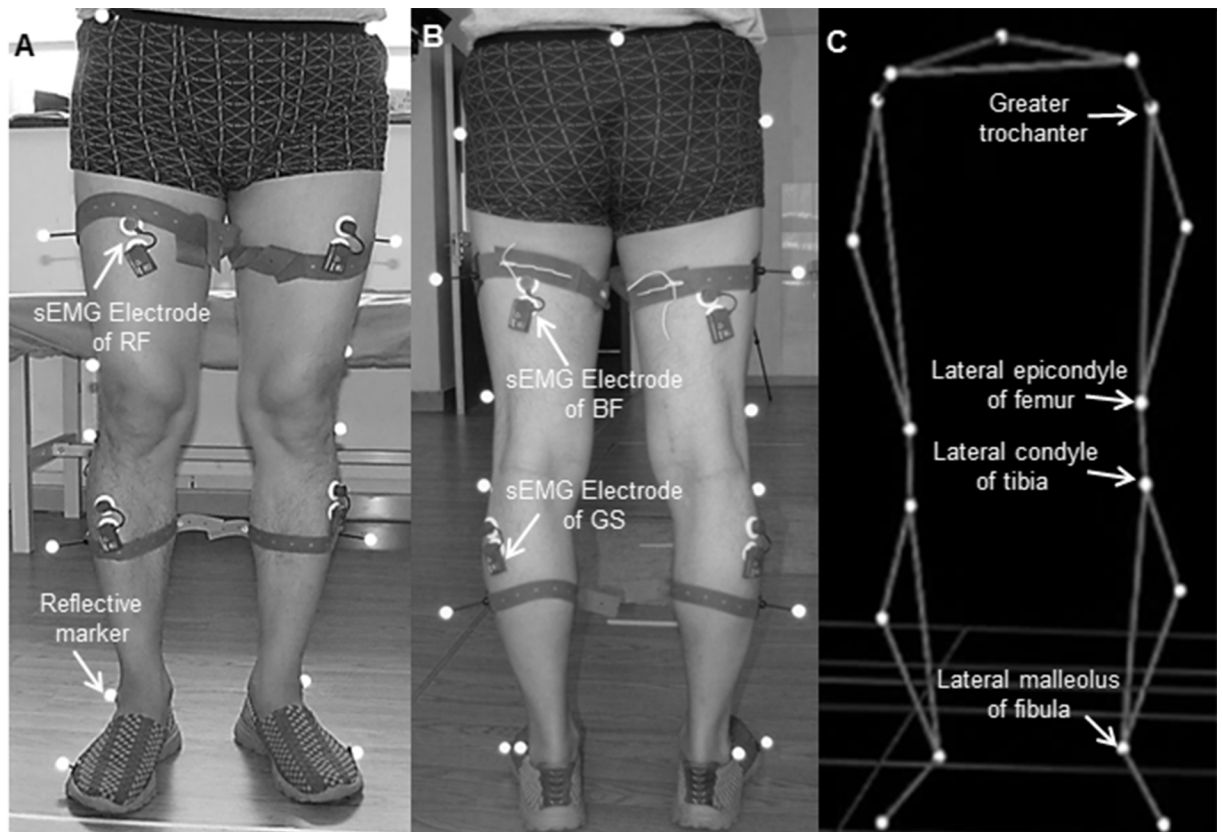 A
sEMG Electrode
of RF
Reflective
marker
B
sEMG Electrode
of BF
sEMG Electrode
of GS
C
Greater
trochanter
Lateral epicondyle
of femur
Lateral condyle
of tibia
Lateral malleolus
of fibula